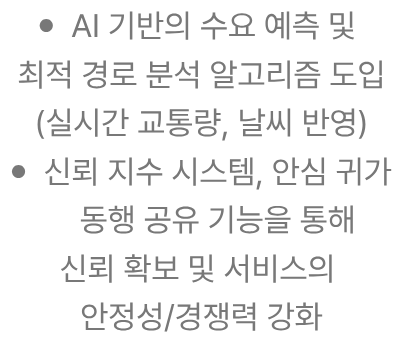 ● AI 기반의 수요 예측 및
최적 경로 분석 알고리즘 도입
(실시간 교통량, 날씨 반영)
● 신뢰 지수 시스템, 안심 귀가
동행 공유 기능을 통해
신뢰 확보 및 서비스의
안정성/경쟁력 강화